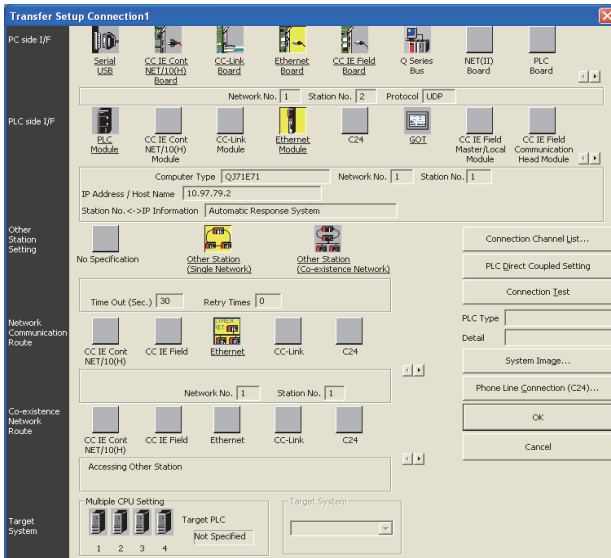 Transfer Setup Connection1
PC side I/F
Serial USB
CC IE Cont NET/10(H) Board
CC-Link Board
Ethernet Board
CC IE Field Board
Q Series Bus
NET(II) Board
PLC Board
Network No. 1 Station No. 2 Protocol UDP
PLC side I/F
PLC Module
CC IE Cont NET/10(H) Module
CC-Link Module
Ethernet Module
C24
GOT
CC IE Field Master/Local Module
CC IE Field Communication Head Module
Computer Type QJ71E71 Network No. 1 Station No. 1
IP Address / Host Name 10.97.79.2
Station No.<->IP Information Automatic Response System
Other Station Setting
No Specification
Other Station (Single Network)
Other Station (Co-existence Network)
Time Out (Sec.) 30 Retry Times 0
Connection Channel List...
PLC Direct Coupled Setting
Connection Test
PLC Type
Detail
System Image...
Phone Line Connection (C24)...
OK
Cancel
Network Communication Route
CC IE Cont NET/10(H)
CC IE Field
Ethernet
CC-Link
C24
Network No. 1 Station No. 1
Co-existence Network Route
CC IE Cont NET/10(H)
CC IE Field
Ethernet
CC-Link
C24
Accessing Other Station
Target System
Multiple CPU Setting
1 2 3 4
Target PLC
Not Specified
Target System